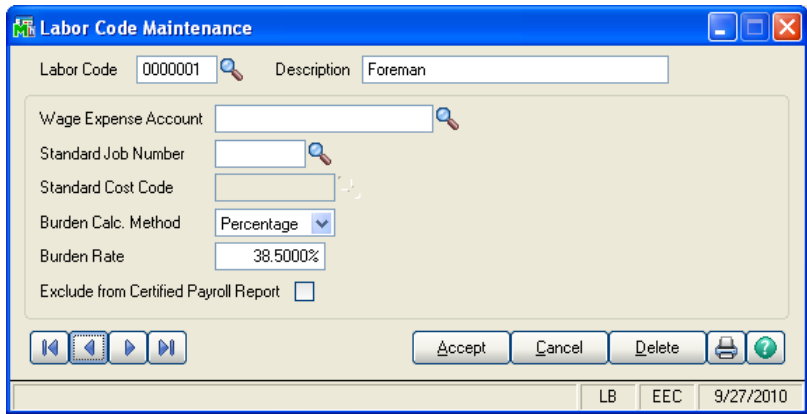 Labor Code Maintenance
Labor Code 0000001 Description Foreman
Wage Expense Account
Standard Job Number
Standard Cost Code
Burden Calc. Method Percentage
Burden Rate 38.5000%
Exclude from Certified Payroll Report
Accept Cancel Delete
LB EEC 9/27/2010